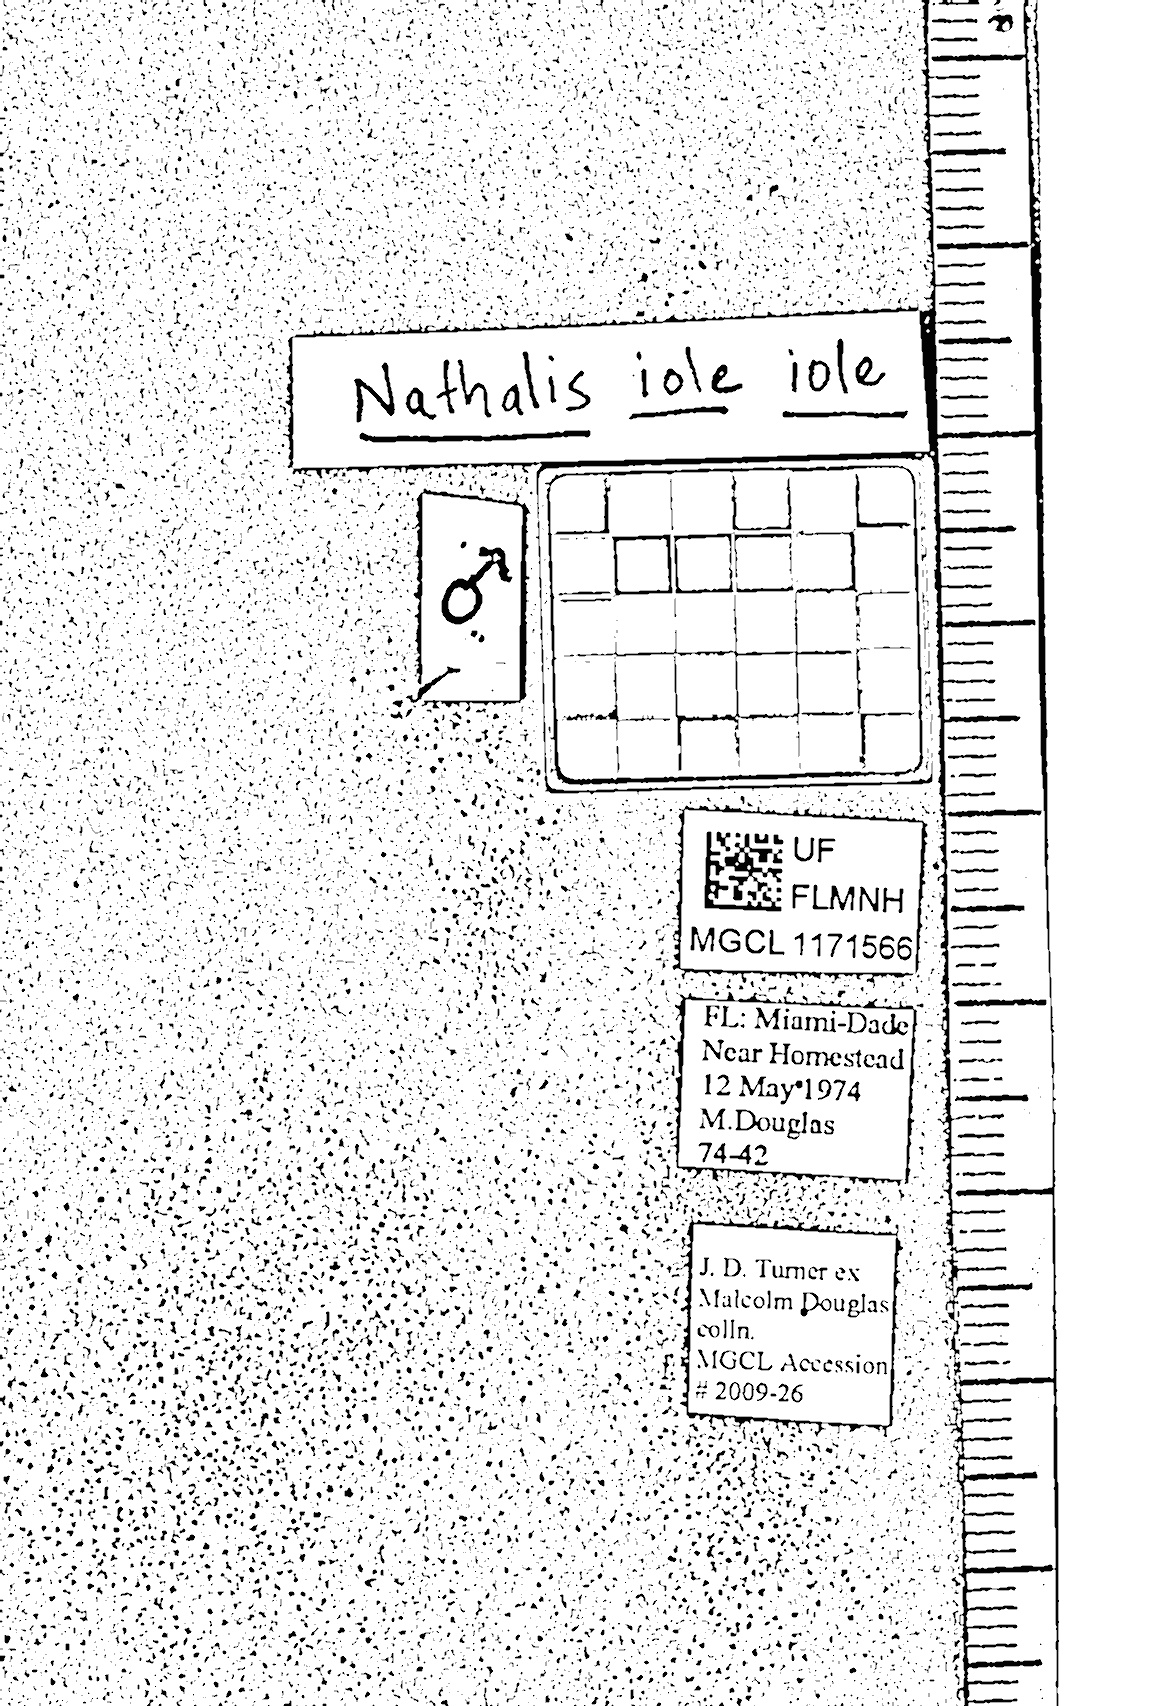 Nathalis iole iole
♂
UF
FLMNH
MGCL 1171566
FL: Miami-Dade
Near Homestead
12 May 1974
M.Douglas
74-42
J. D. Turner ex
Malcolm Douglas
colln.
MGCL Accession
# 2009-26